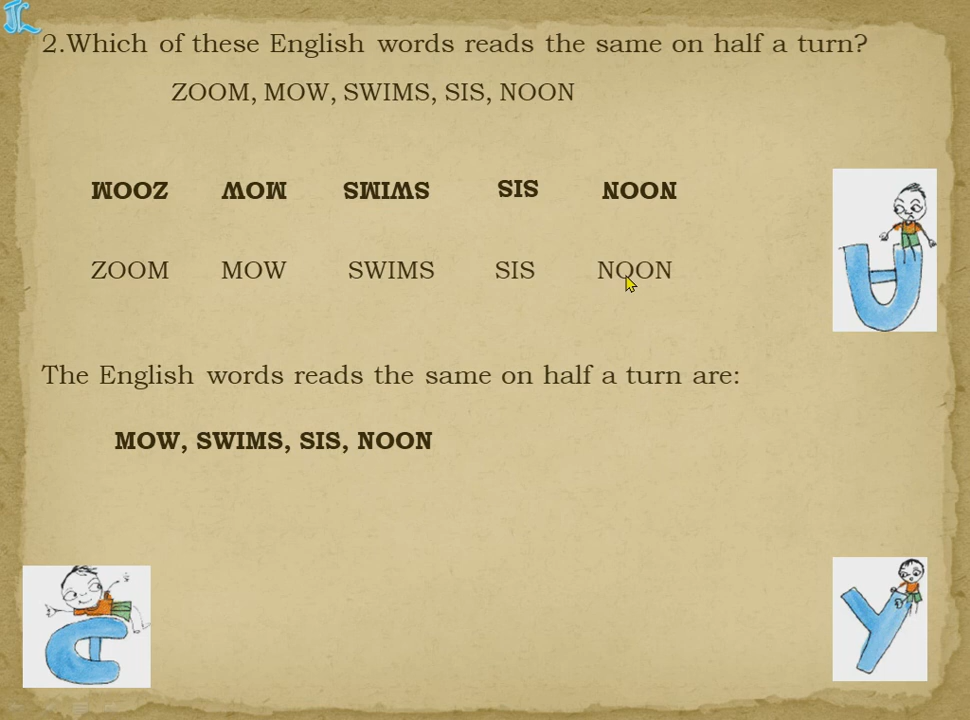 JL
2.Which of these English words reads the same on half a turn?
ZOOM, MOW, SWIMS, SIS, NOON
WOOZ MOW SWIMS SIS NOON
ZOOM MOW SWIMS SIS NOON
The English words reads the same on half a turn are:
MOW, SWIMS, SIS, NOON